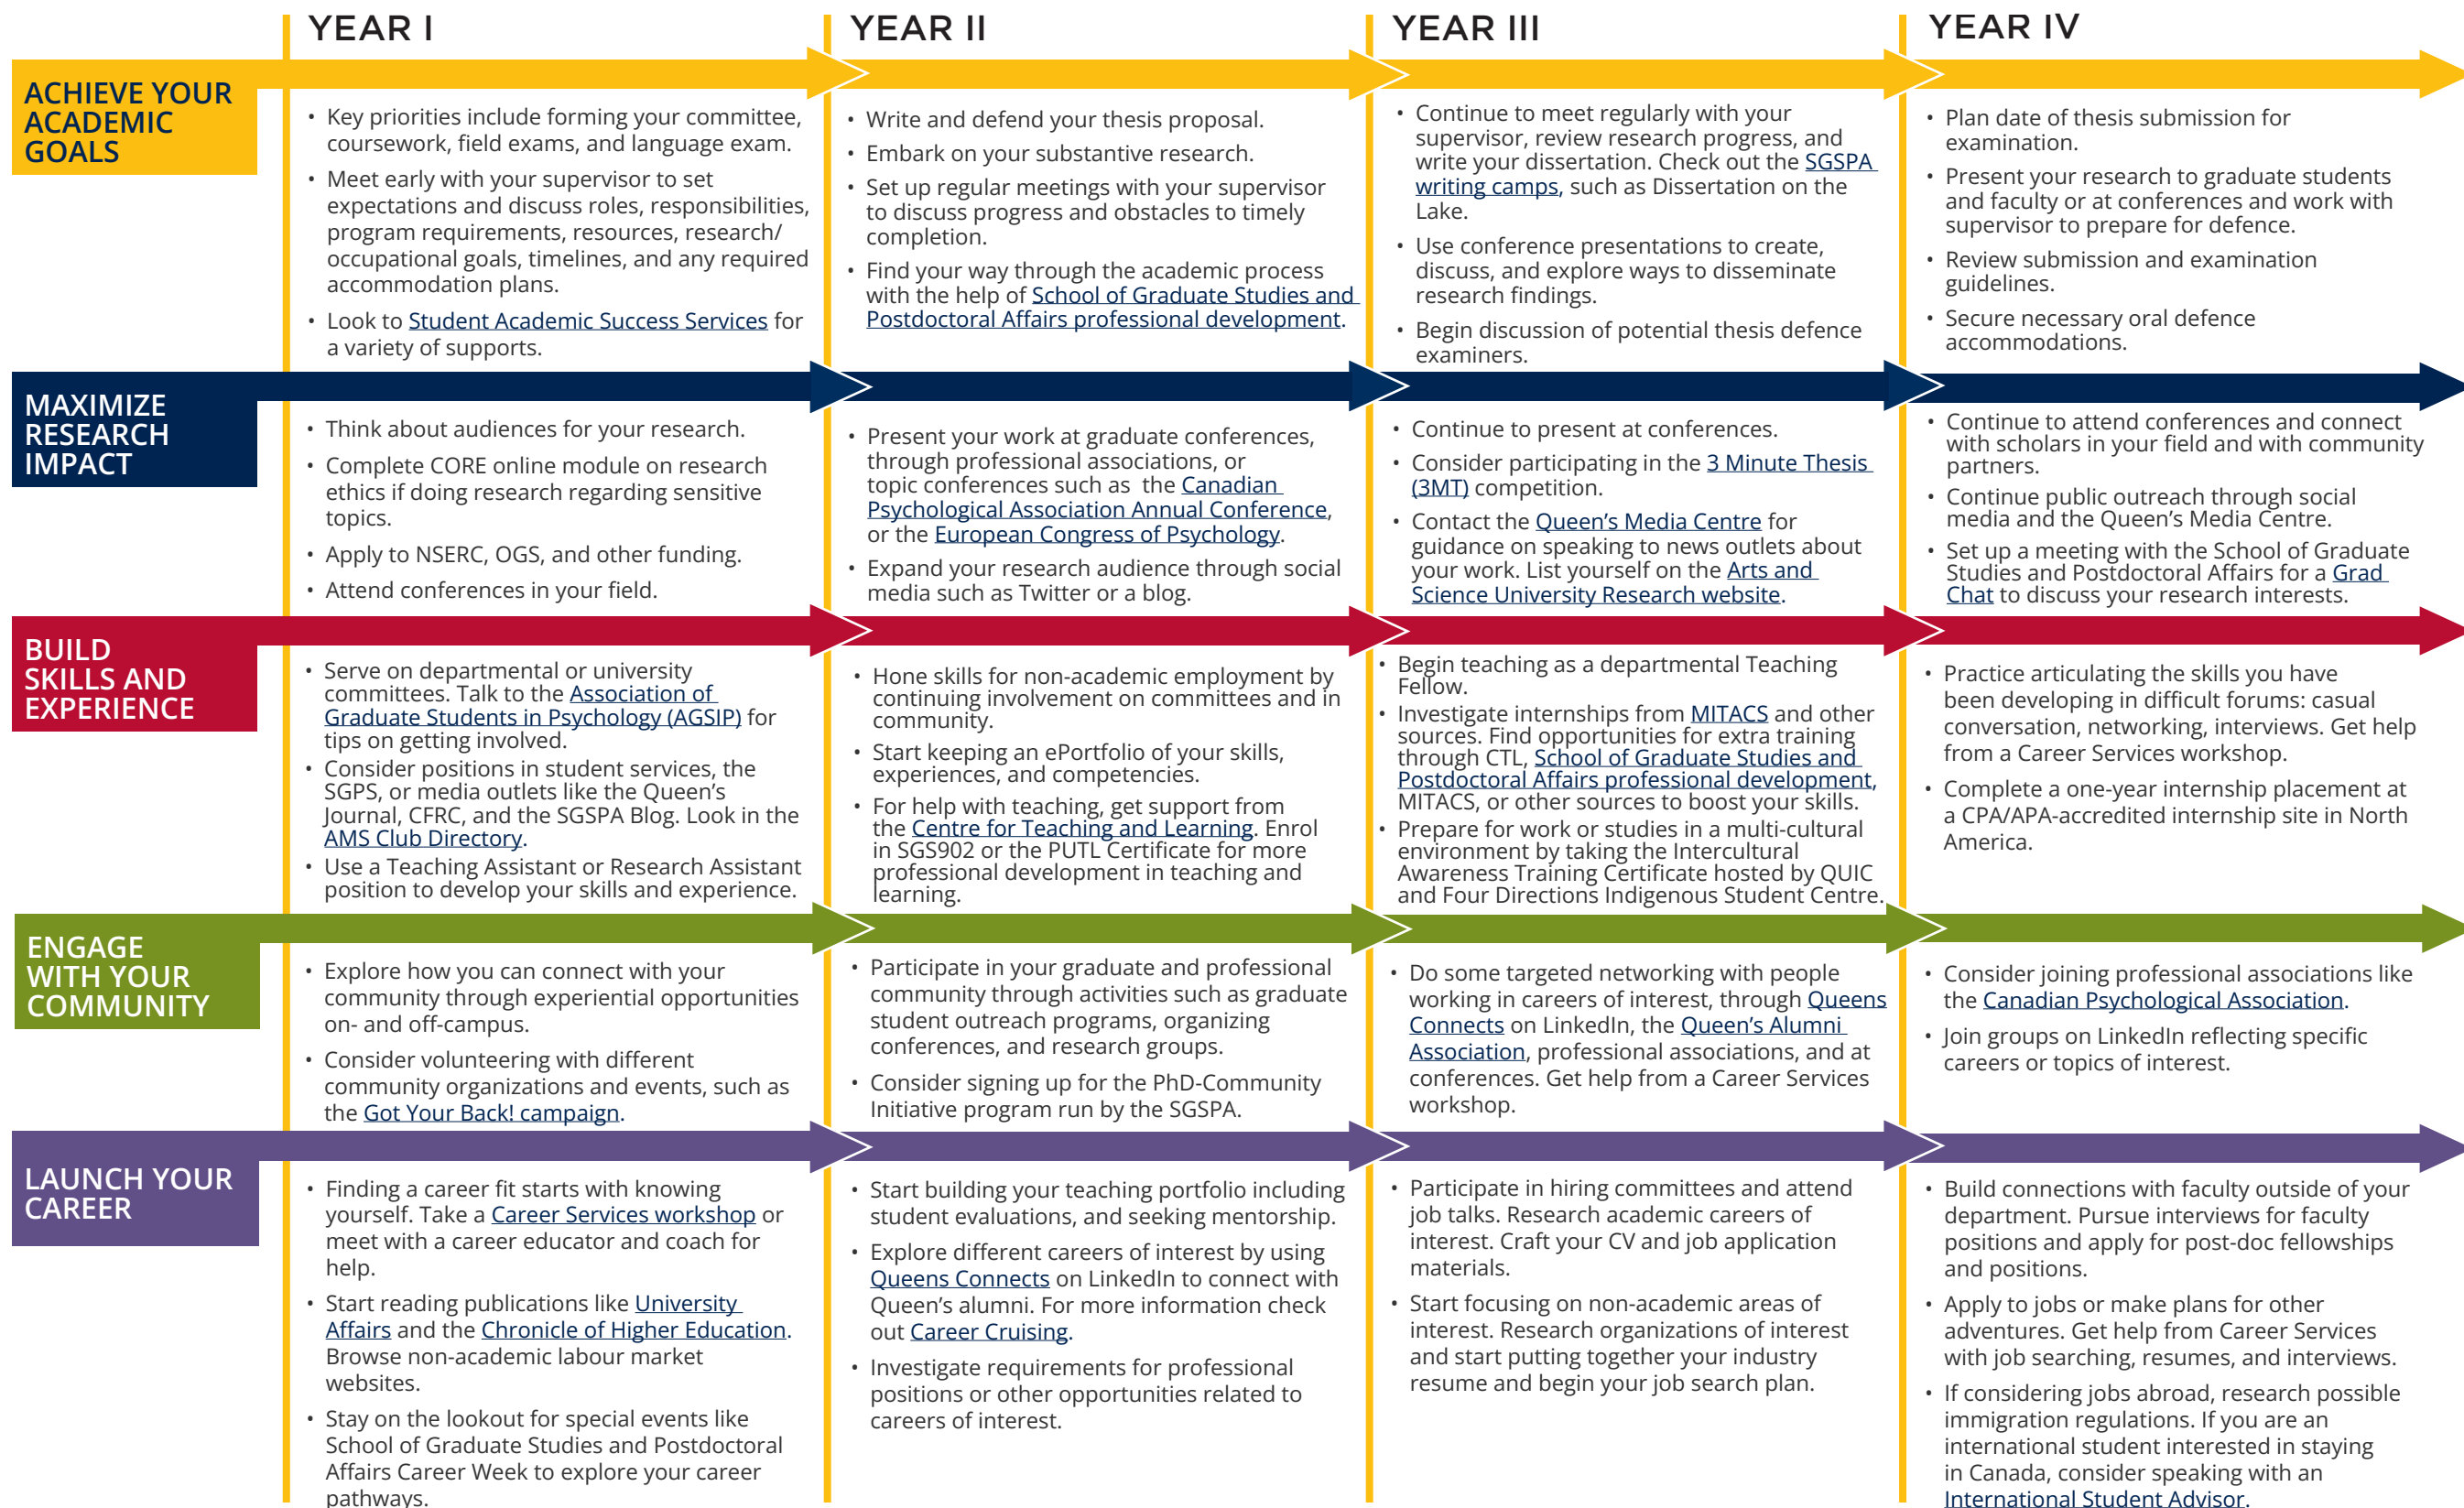 YEAR I
YEAR II
YEAR III
YEAR IV
ACHIEVE YOUR
ACADEMIC
GOALS
• Key priorities include forming your committee,
coursework, field exams, and language exam.
• Meet early with your supervisor to set
expectations and discuss roles, responsibilities,
program requirements, resources, research/
occupational goals, timelines, and any required
accommodation plans.
• Look to Student Academic Success Services for
a variety of supports.
• Write and defend your thesis proposal.
• Embark on your substantive research.
• Set up regular meetings with your supervisor
to discuss progress and obstacles to timely
completion.
• Find your way through the academic process
with the help of School of Graduate Studies and
Postdoctoral Affairs professional development.
• Continue to meet regularly with your
supervisor, review research progress, and
write your dissertation. Check out the SGSPA
writing camps, such as Dissertation on the
Lake.
• Use conference presentations to create,
discuss, and explore ways to disseminate
research findings.
• Begin discussion of potential thesis defence
examiners.
• Plan date of thesis submission for
examination.
• Present your research to graduate students
and faculty or at conferences and work with
supervisor to prepare for defence.
• Review submission and examination
guidelines.
• Secure necessary oral defence
accommodations.
MAXIMIZE
RESEARCH
IMPACT
• Think about audiences for your research.
• Complete CORE online module on research
ethics if doing research regarding sensitive
topics.
• Apply to NSERC, OGS, and other funding.
• Attend conferences in your field.
• Present your work at graduate conferences,
through professional associations, or
topic conferences such as the Canadian
Psychological Association Annual Conference,
or the European Congress of Psychology.
• Expand your research audience through social
media such as Twitter or a blog.
• Continue to present at conferences.
• Consider participating in the 3 Minute Thesis
(3MT) competition.
• Contact the Queen's Media Centre for
guidance on speaking to news outlets about
your work. List yourself on the Arts and
Science University Research website.
• Continue to attend conferences and connect
with scholars in your field and with community
partners.
• Continue public outreach through social
media and the Queen's Media Centre.
• Set up a meeting with the School of Graduate
Studies and Postdoctoral Affairs for a Grad
Chat to discuss your research interests.
BUILD
SKILLS AND
EXPERIENCE
• Serve on departmental or university
committees. Talk to the Association of
Graduate Students in Psychology (AGSIP) for
tips on getting involved.
• Consider positions in student services, the
SGPS, or media outlets like the Queen's
Journal, CFRC, and the SGSPA Blog. Look in the
AMS Club Directory.
• Use a Teaching Assistant or Research Assistant
position to develop your skills and experience.
• Hone skills for non-academic employment by
continuing involvement on committees and in
community.
• Start keeping an ePortfolio of your skills,
experiences, and competencies.
• For help with teaching, get support from
the Centre for Teaching and Learning. Enrol
in SGS902 or the PUTL Certificate for more
professional development in teaching and
learning.
• Begin teaching as a departmental Teaching
Fellow.
• Investigate internships from MITACS and other
sources. Find opportunities for extra training
through CTL, School of Graduate Studies and
Postdoctoral Affairs professional development,
MITACS, or other sources to boost your skills.
• Prepare for work or studies in a multi-cultural
environment by taking the Intercultural
Awareness Training Certificate hosted by QUIC
and Four Directions Indigenous Student Centre.
• Practice articulating the skills you have
been developing in difficult forums: casual
conversation, networking, interviews. Get help
from a Career Services workshop.
• Complete a one-year internship placement at
a CPA/APA-accredited internship site in North
America.
ENGAGE
WITH YOUR
COMMUNITY
• Explore how you can connect with your
community through experiential opportunities
on- and off-campus.
• Consider volunteering with different
community organizations and events, such as
the Got Your Back! campaign.
• Participate in your graduate and professional
community through activities such as graduate
student outreach programs, organizing
conferences, and research groups.
• Consider signing up for the PhD-Community
Initiative program run by the SGSPA.
• Do some targeted networking with people
working in careers of interest, through Queens
Connects on LinkedIn, the Queen's Alumni
Association, professional associations, and at
conferences. Get help from a Career Services
workshop.
• Consider joining professional associations like
the Canadian Psychological Association.
• Join groups on LinkedIn reflecting specific
careers or topics of interest.
LAUNCH YOUR
CAREER
• Finding a career fit starts with knowing
yourself. Take a Career Services workshop or
meet with a career educator and coach for
help.
• Start reading publications like University
Affairs and the Chronicle of Higher Education.
Browse non-academic labour market
websites.
• Stay on the lookout for special events like
School of Graduate Studies and Postdoctoral
Affairs Career Week to explore your career
pathways.
• Start building your teaching portfolio including
student evaluations, and seeking mentorship.
• Explore different careers of interest by using
Queens Connects on LinkedIn to connect with
Queen's alumni. For more information check
out Career Cruising.
• Investigate requirements for professional
positions or other opportunities related to
careers of interest.
• Participate in hiring committees and attend
job talks. Research academic careers of
interest. Craft your CV and job application
materials.
• Start focusing on non-academic areas of
interest. Research organizations of interest
and start putting together your industry
resume and begin your job search plan.
• Build connections with faculty outside of your
department. Pursue interviews for faculty
positions and apply for post-doc fellowships
and positions.
• Apply to jobs or make plans for other
adventures. Get help from Career Services
with job searching, resumes, and interviews.
• If considering jobs abroad, research possible
immigration regulations. If you are an
international student interested in staying
in Canada, consider speaking with an
International Student Advisor.